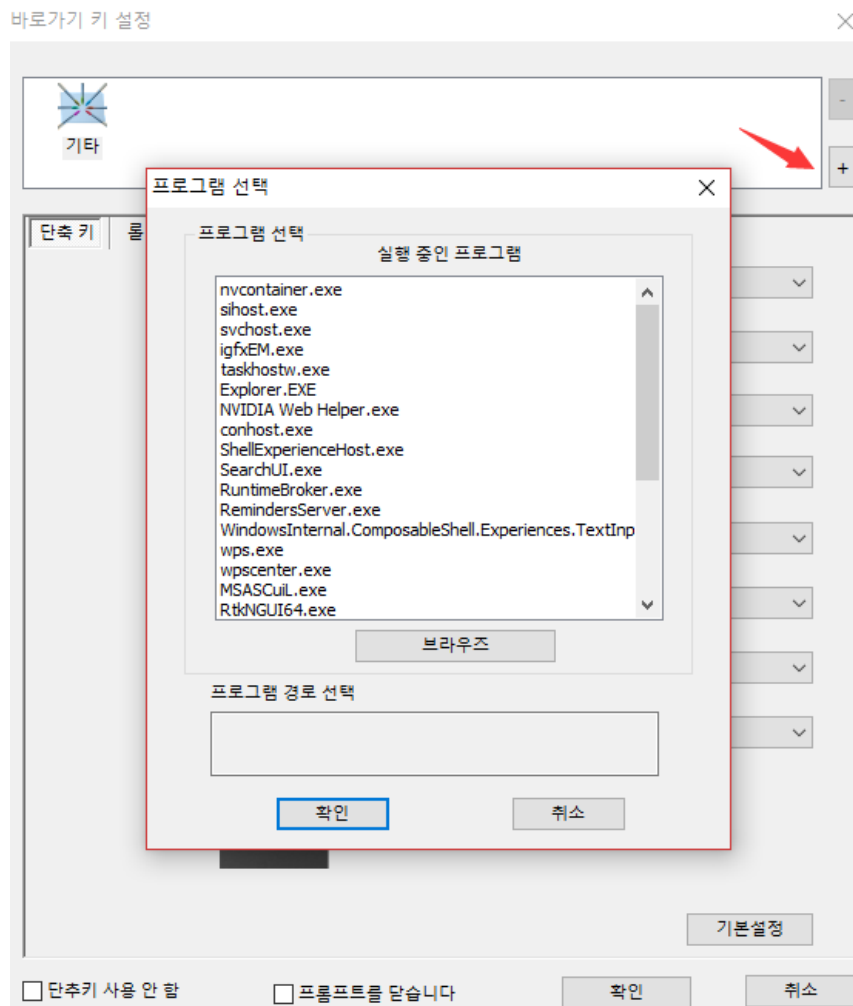 바로가기 키 설정
-
기타
+
프로그램 선택
단축 키
롤
프로그램 선택
실행 중인 프로그램
nvcontainer.exe
sihost.exe
svchost.exe
igfxEM.exe
taskhostw.exe
Explorer.EXE
NVIDIA Web Helper.exe
conhost.exe
ShellExperienceHost.exe
SearchUI.exe
RuntimeBroker.exe
RemindersServer.exe
WindowsInternal.ComposableShell.Experiences.TextInp
wps.exe
wpscenter.exe
MSASCuiL.exe
RtkNGUI64.exe
브라우즈
프로그램 경로 선택
확인 취소
기본설정
단추키 사용 안 함 프롬프트를 닫습니다 확인 취소